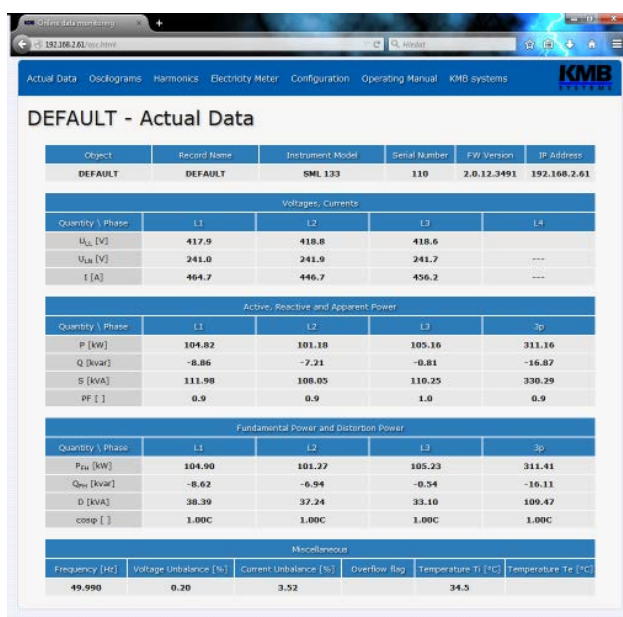 Online data monitoring
192.168.2.61/osc.html
Hledat
Actual Data Oscilograms Harmonics Electricity Meter Configuration Operating Manual KMB systems
KMB
SYSTEMS
DEFAULT - Actual Data
Object Record Name Instrument Model Serial Number FW Version IP Address
DEFAULT DEFAULT SML 133 110 2.0.12.3491 192.168.2.61
Voltages, Currents
Quantity \ Phase L1 L2 L3 L4
U_LL [V] 417.9 418.8 418.6
U_LN [V] 241.0 241.9 241.7 ---
I [A] 464.7 446.7 456.2 ---
Active, Reactive and Apparent Power
Quantity \ Phase L1 L2 L3 3p
P [kW] 104.82 101.18 105.16 311.16
Q [kvar] -8.86 -7.21 -0.81 -16.87
S [kVA] 111.98 108.05 110.25 330.29
PF [ ] 0.9 0.9 1.0 0.9
Fundamental Power and Distortion Power
Quantity \ Phase L1 L2 L3 3p
P_FH [kW] 104.90 101.27 105.23 311.41
Q_FH [kvar] -8.62 -6.94 -0.54 -16.11
D [kVA] 38.39 37.24 33.10 109.47
cosφ [ ] 1.00C 1.00C 1.00C 1.00C
Miscellaneous
Frequency [Hz] Voltage Unbalance [%] Current Unbalance [%] Overflow flag Temperature Ti [°C] Temperature Te [°C]
49.990 0.20 3.52 34.5